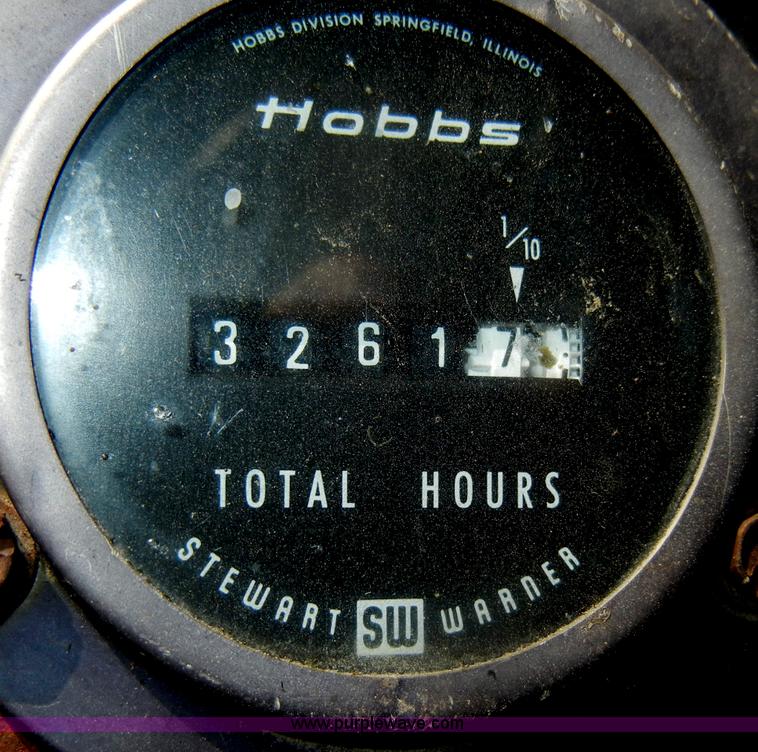 HOBBS DIVISION SPRINGFIELD, ILLINOIS
Hobbs
1/10
3 2 6 1 7
TOTAL HOURS
STEWART SW WARNER
www.purplewave.com